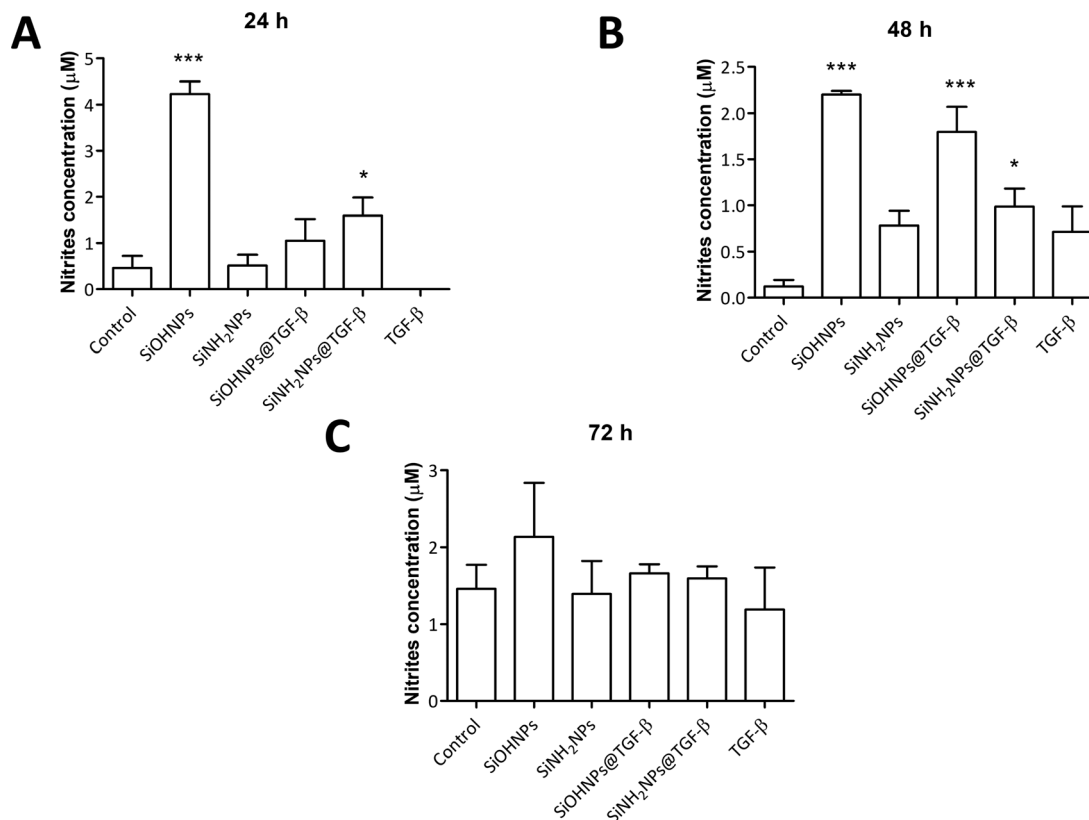 A
24 h
Nitrites concentration (μM)
5
4
3
2
1
0
***
*
Control
SiOHNPs
SiNH₂NPs
SiOHNPs@TGF-β
SiNH₂NPs@TGF-β
TGF-β
B
48 h
Nitrites concentration (μM)
2.5
2.0
1.5
1.0
0.5
0.0
***
***
*
Control
SiOHNPs
SiNH₂NPs
SiOHNPs@TGF-β
SiNH₂NPs@TGF-β
TGF-β
C
72 h
Nitrites concentration (μM)
3
2
1
0
Control
SiOHNPs
SiNH₂NPs
SiOHNPs@TGF-β
SiNH₂NPs@TGF-β
TGF-β